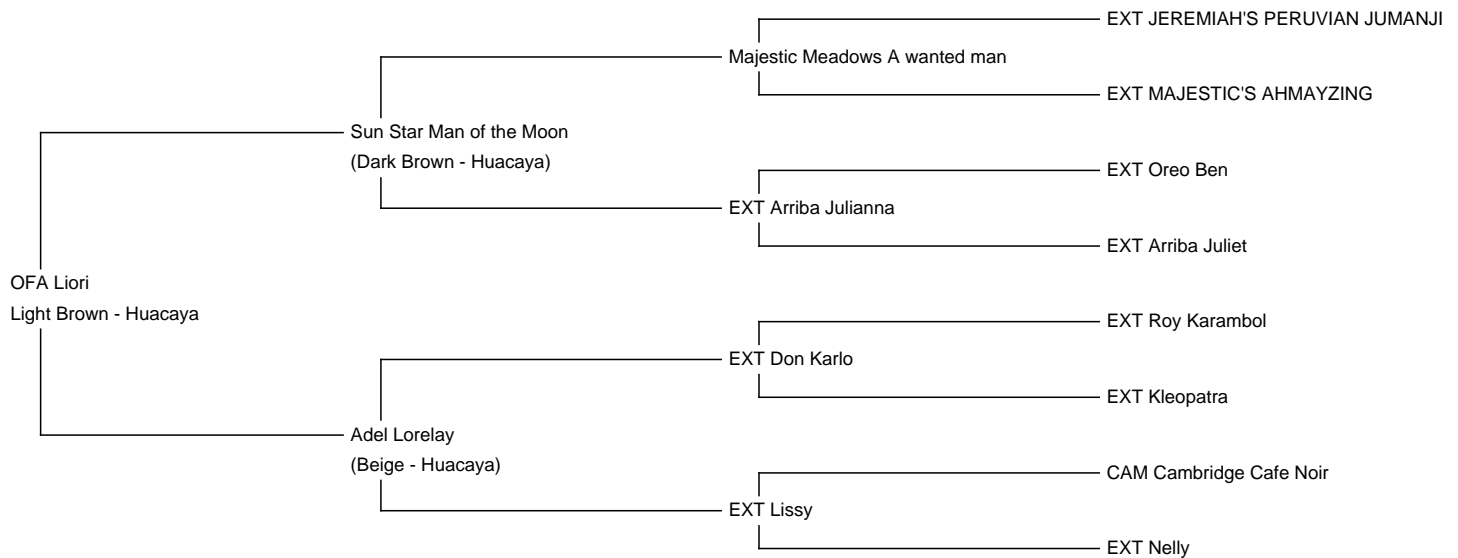 EXT JEREMIAH'S PERUVIAN JUMANJI
Majestic Meadows A wanted man
EXT MAJESTIC'S AHMAYZING
Sun Star Man of the Moon
(Dark Brown - Huacaya)
EXT Oreo Ben
EXT Arriba Julianna
EXT Arriba Juliet
OFA Liori
Light Brown - Huacaya
EXT Roy Karambol
EXT Don Karlo
EXT Kleopatra
Adel Lorelay
(Beige - Huacaya)
CAM Cambridge Cafe Noir
EXT Lissy
EXT Nelly